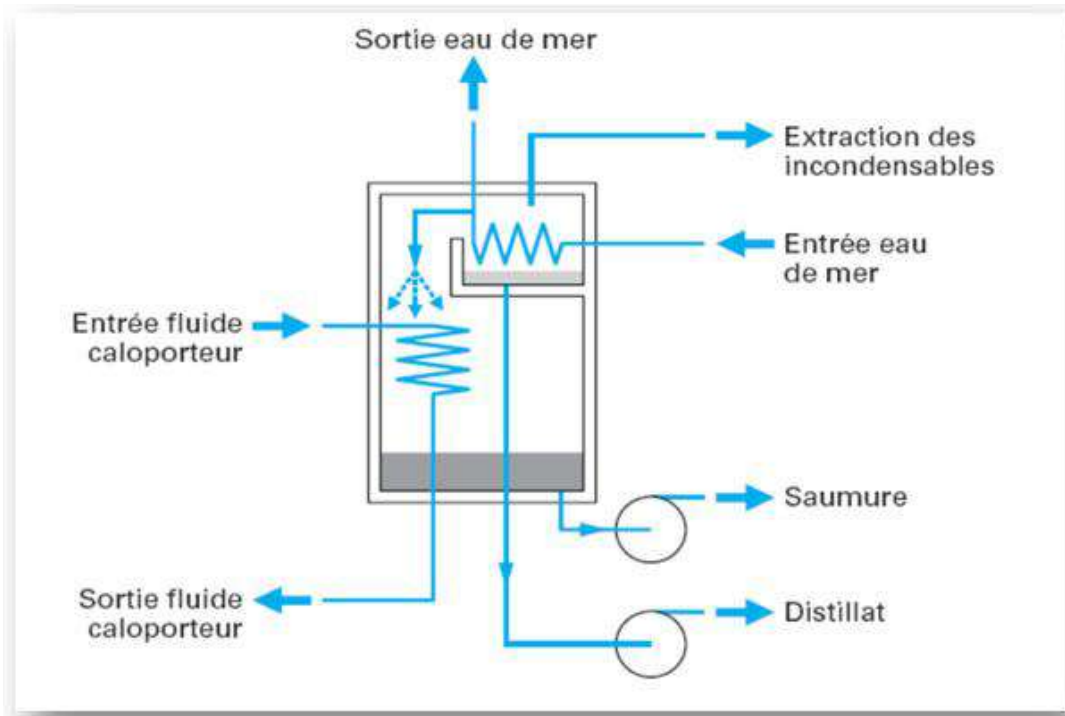 Sortie eau de mer
Extraction des
incondensables
Entrée eau
de mer
Entrée fluide
caloporteur
Saumure
Sortie fluide
caloporteur
Distillat